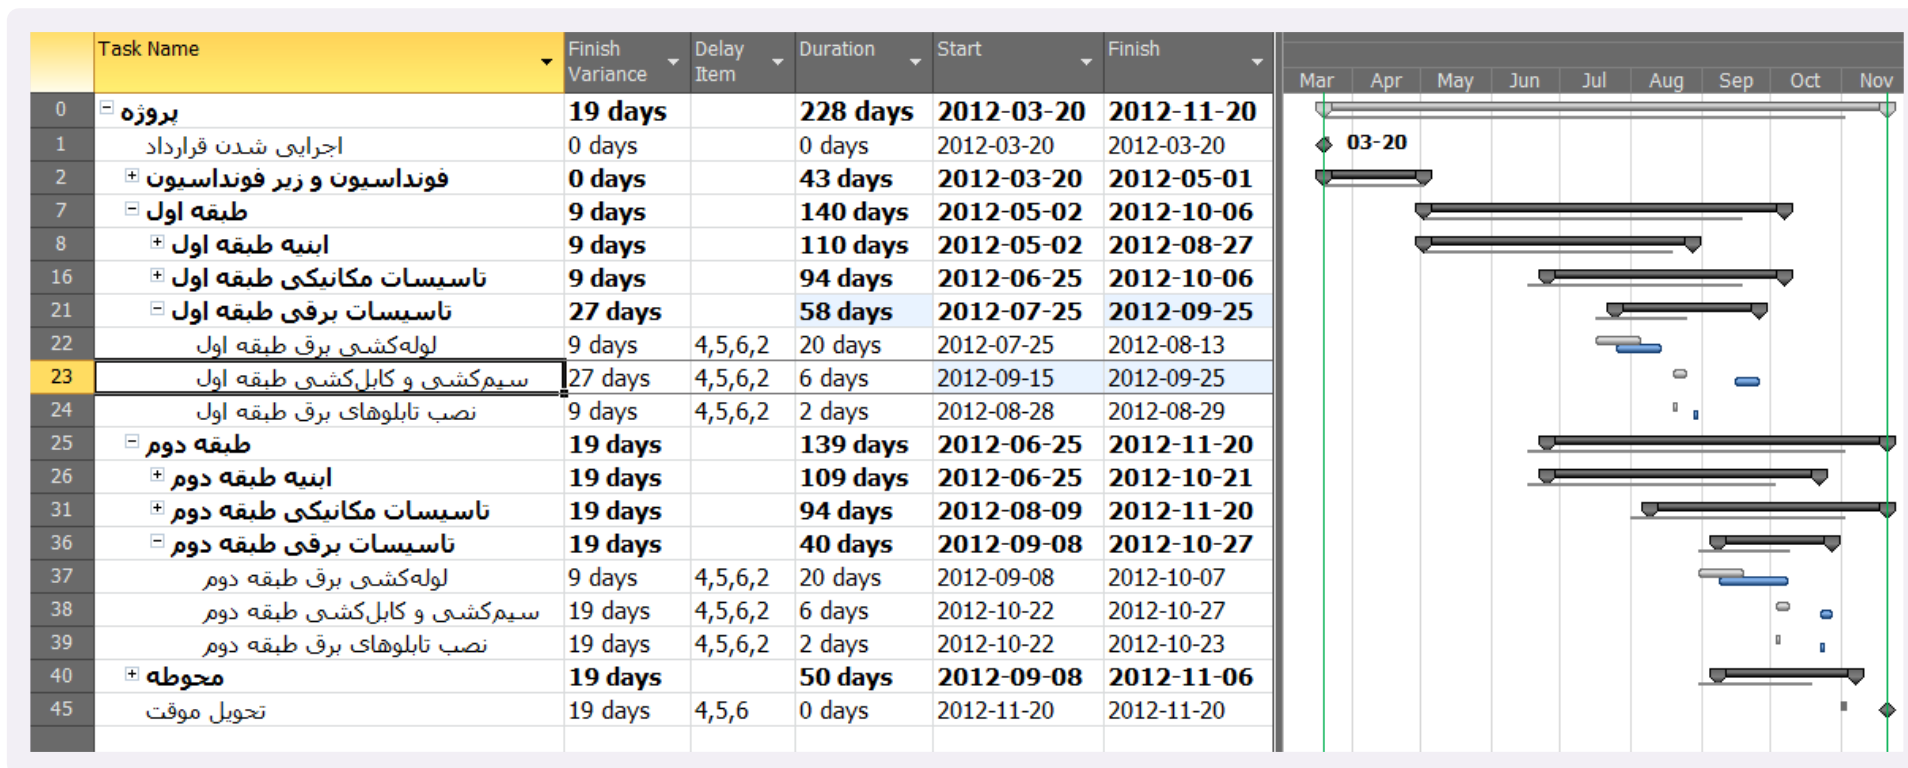 Task Name Finish Variance Delay Item Duration Start Finish
Mar Apr May Jun Jul Aug Sep Oct Nov
0 پروژه 19 days 228 days 2012-03-20 2012-11-20
1 اجرایی شدن قرارداد 0 days 0 days 2012-03-20 2012-03-20 03-20
2 فونداسیون و زیر فونداسیون 0 days 43 days 2012-03-20 2012-05-01
7 طبقه اول 9 days 140 days 2012-05-02 2012-10-06
8 ابنیه طبقه اول 9 days 110 days 2012-05-02 2012-08-27
16 تاسیسات مکانیکی طبقه اول 9 days 94 days 2012-06-25 2012-10-06
21 تاسیسات برقی طبقه اول 27 days 58 days 2012-07-25 2012-09-25
22 لوله‌کشی برق طبقه اول 9 days 4,5,6,2 20 days 2012-07-25 2012-08-13
23 سیم‌کشی و کابل‌کشی طبقه اول 27 days 4,5,6,2 6 days 2012-09-15 2012-09-25
24 نصب تابلوهای برق طبقه اول 9 days 4,5,6,2 2 days 2012-08-28 2012-08-29
25 طبقه دوم 19 days 139 days 2012-06-25 2012-11-20
26 ابنیه طبقه دوم 19 days 109 days 2012-06-25 2012-10-21
31 تاسیسات مکانیکی طبقه دوم 19 days 94 days 2012-08-09 2012-11-20
36 تاسیسات برقی طبقه دوم 19 days 40 days 2012-09-08 2012-10-27
37 لوله‌کشی برق طبقه دوم 9 days 4,5,6,2 20 days 2012-09-08 2012-10-07
38 سیم‌کشی و کابل‌کشی طبقه دوم 19 days 4,5,6,2 6 days 2012-10-22 2012-10-27
39 نصب تابلوهای برق طبقه دوم 19 days 4,5,6,2 2 days 2012-10-22 2012-10-23
40 محوطه 19 days 50 days 2012-09-08 2012-11-06
45 تحویل موقت 19 days 4,5,6 0 days 2012-11-20 2012-11-20